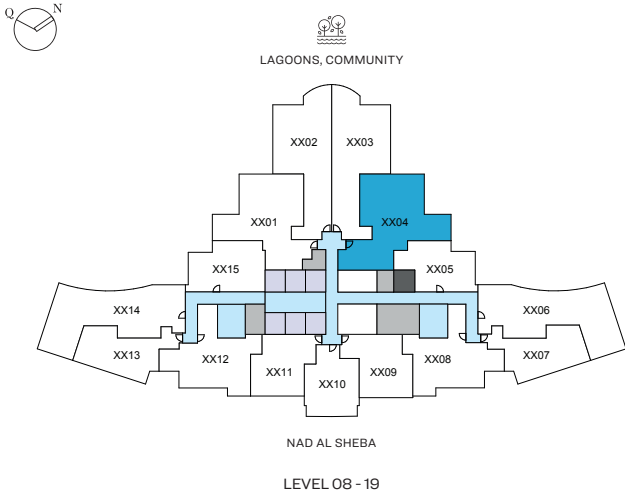 Q N
LAGOONS, COMMUNITY
XX02 XX03
XX01 XX04
XX15 XX05
XX14 XX06
XX13 XX12 XX08 XX07
XX11 XX10 XX09
NAD AL SHEBA
LEVEL 08 - 19